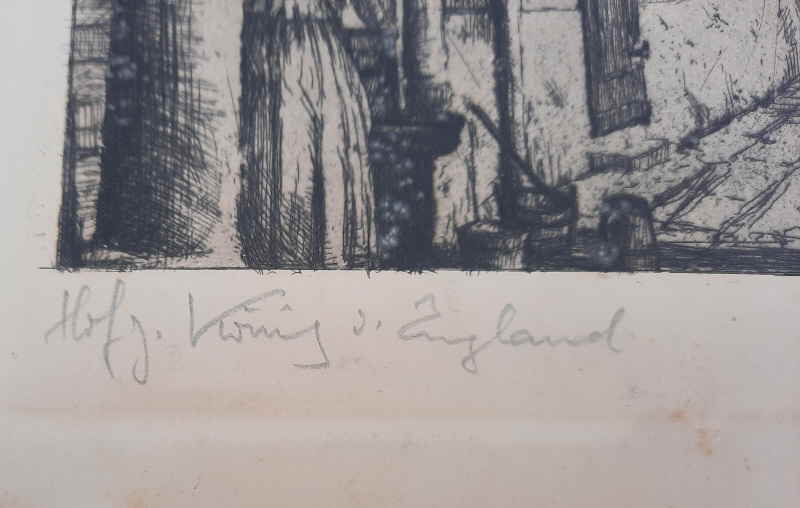 Hof z. König v. England